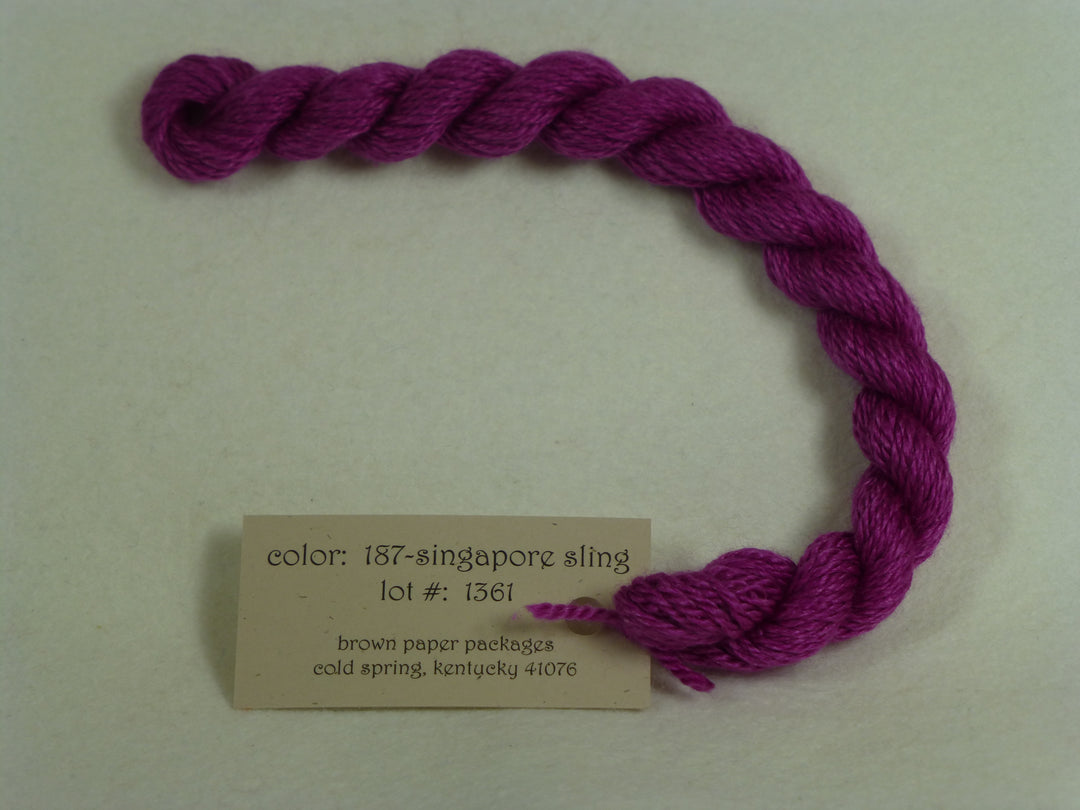 color: 187-singapore sling
lot #: 1361
brown paper packages
cold spring, kentucky 41076